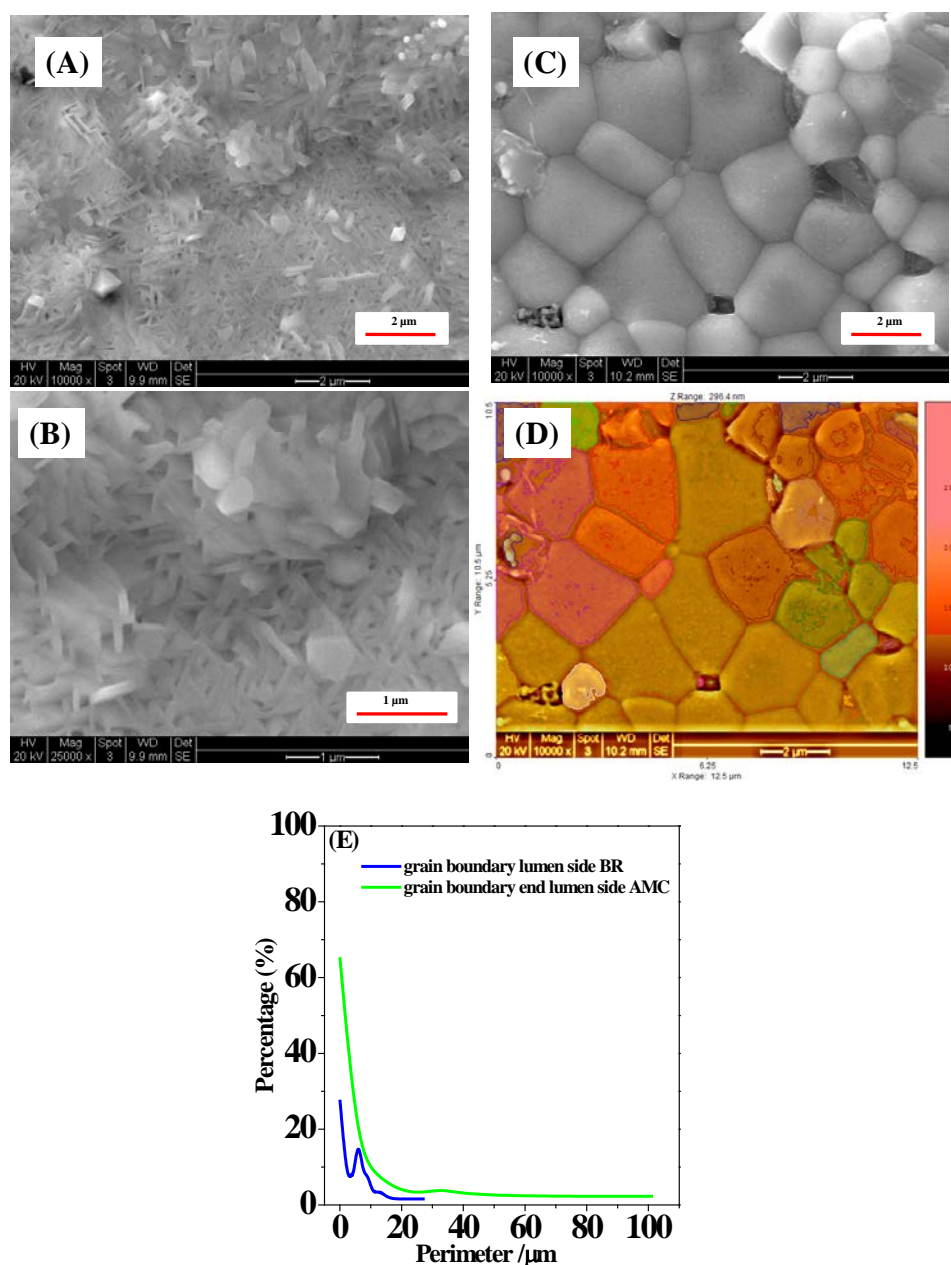 (A)
2 μm
HV Mag Spot WD Det
20 kV 10000 x 3 9.9 mm SE 2 μm
(B)
1 μm
HV Mag Spot WD Det
20 kV 25000 x 3 9.9 mm SE 1 μm
(C)
2 μm
HV Mag Spot WD Det
20 kV 10000 x 3 10.2 mm SE 2 μm
Z Range: 296.4 nm
(D)
10.5
5.25
0
Y Range: 10.5 μm
HV Mag Spot WD Det
20 kV 10000 x 3 10.2 mm SE 2 μm
0 6.25 12.5
X Range: 12.5 μm
(E)
grain boundary lumen side BR
grain boundary end lumen side AMC
100
80
60
40
20
0
Percentage (%)
0 20 40 60 80 100
Perimeter /μm